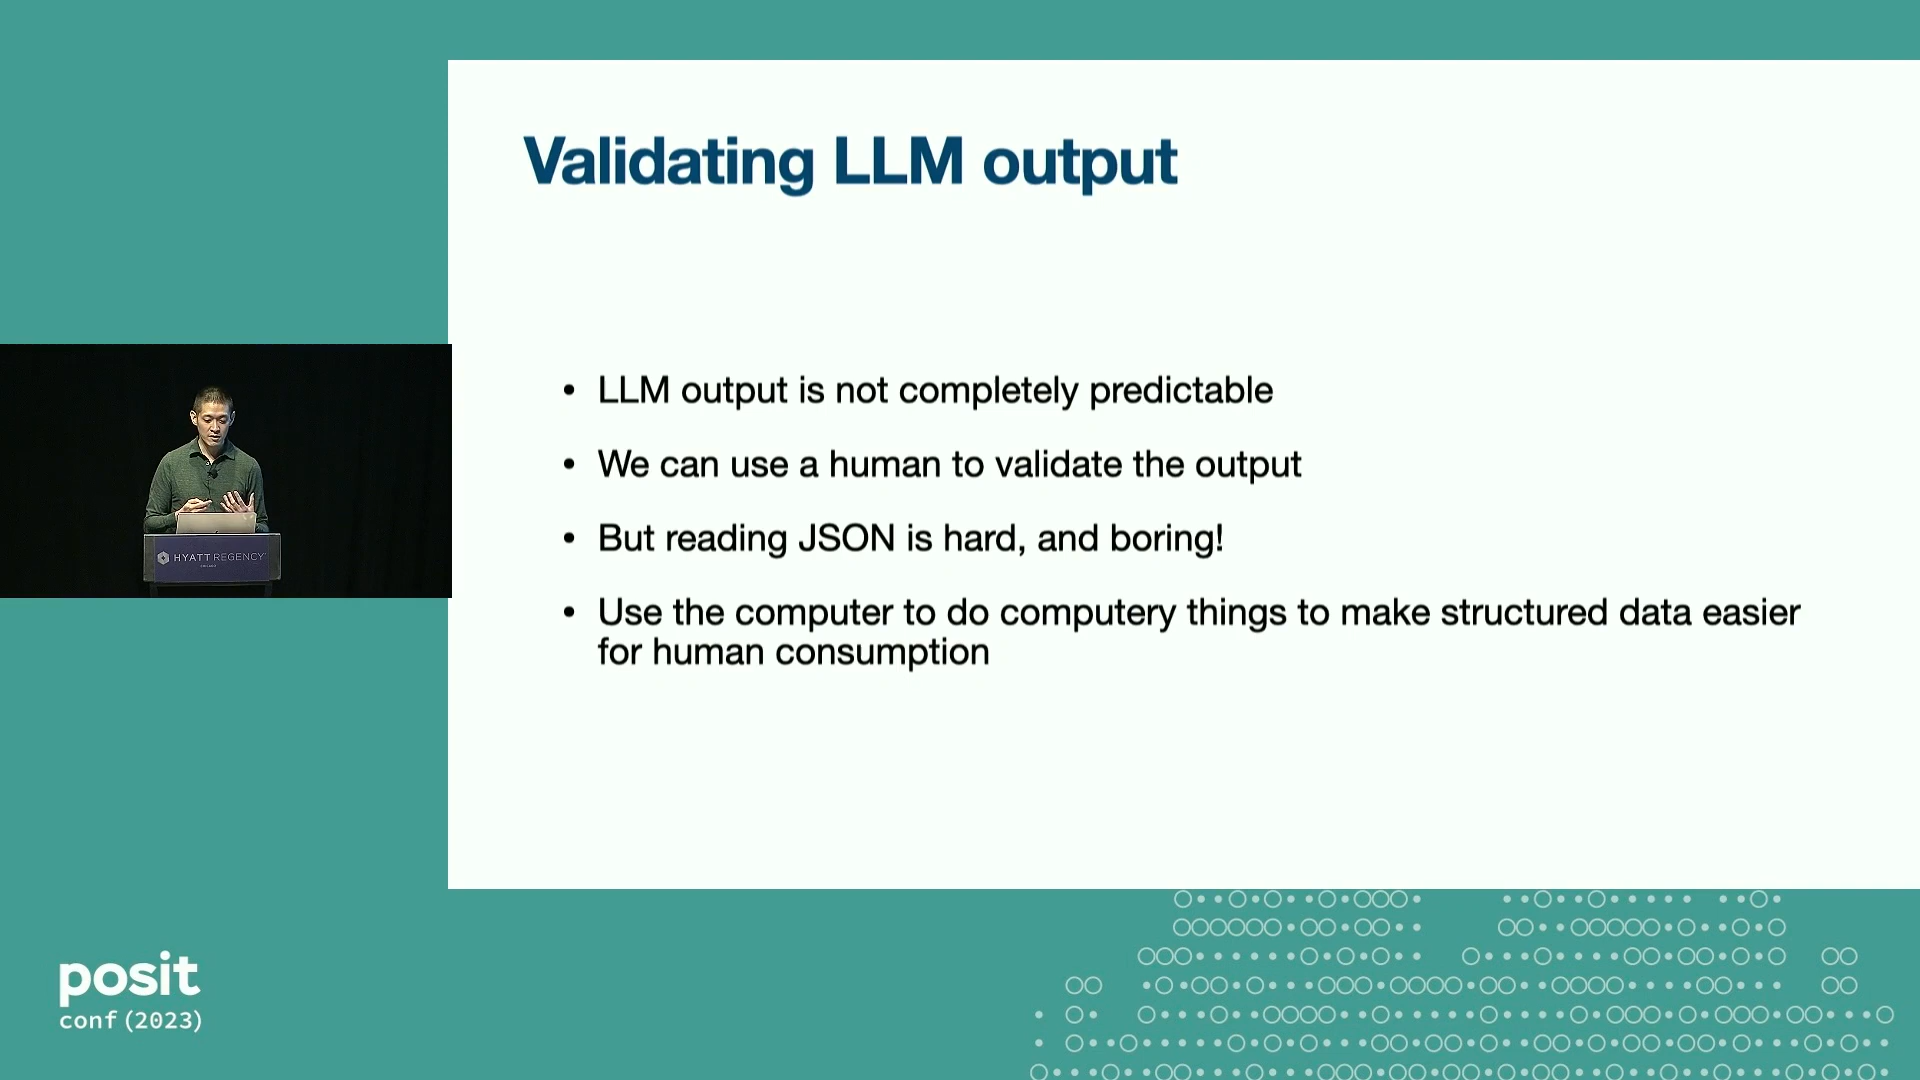 Validating LLM output
• LLM output is not completely predictable
• We can use a human to validate the output
• But reading JSON is hard, and boring!
• Use the computer to do computery things to make structured data easier
for human consumption
HYATT REGENCY
CHICAGO
posit
conf (2023)